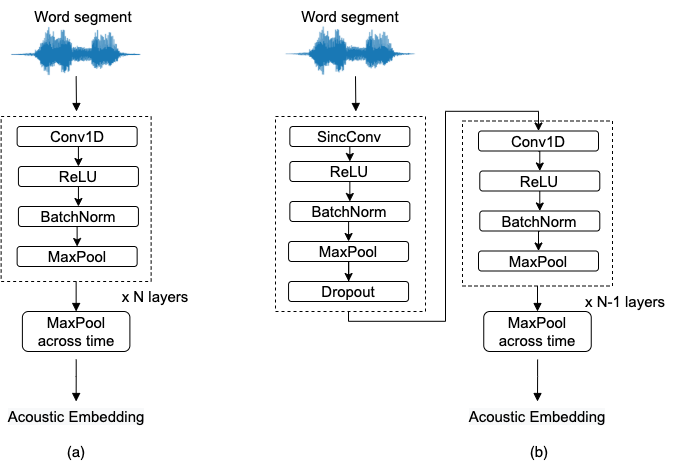 Word segment
Conv1D
ReLU
BatchNorm
MaxPool
x N layers
MaxPool
across time
Acoustic Embedding
(a)
Word segment
SincConv
ReLU
BatchNorm
MaxPool
Dropout
Conv1D
ReLU
BatchNorm
MaxPool
x N-1 layers
MaxPool
across time
Acoustic Embedding
(b)